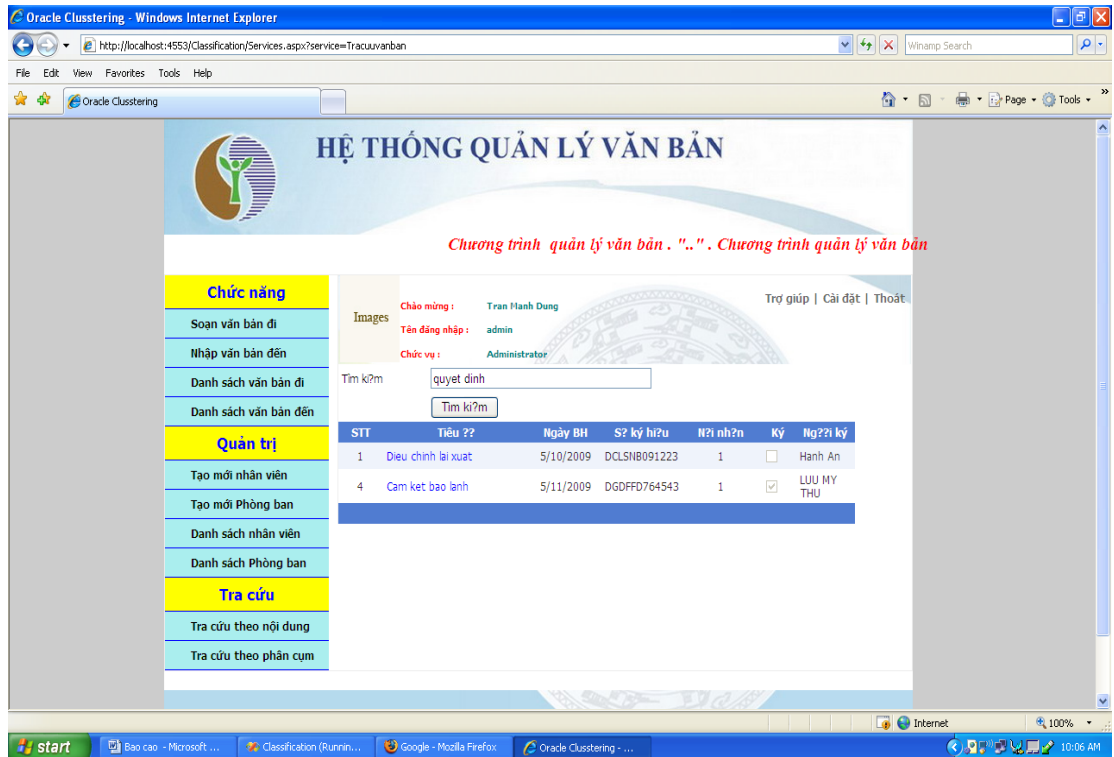 Oracle Clusstering - Windows Internet Explorer
http://localhost:4553/Classification/Services.aspx?service=Tracuuvanban
Winamp Search
File Edit View Favorites Tools Help
Oracle Clusstering
Page Tools
HỆ THỐNG QUẢN LÝ VĂN BẢN
Chương trình quản lý văn bản . ".." . Chương trình quản lý văn bản
Chức năng
Soạn văn bản đi
Nhập văn bản đến
Danh sách văn bản đi
Danh sách văn bản đến
Quản trị
Tạo mới nhân viên
Tạo mới Phòng ban
Danh sách nhân viên
Danh sách Phòng ban
Tra cứu
Tra cứu theo nội dung
Tra cứu theo phân cụm
Images
Chào mừng : Tran Manh Dung
Tên đăng nhập : admin
Chức vụ : Administrator
Trợ giúp | Cài đặt | Thoát
Tìm ki?m quyet dinh
Tìm ki?m
STT Tiêu ?? Ngày BH S? ký hi?u N?i nh?n Ký Ng??i ký
1 Dieu chinh lai xuat 5/10/2009 DCLSNB091223 1 Hanh An
4 Cam ket bao lanh 5/11/2009 DGDFFD764543 1 LUU MY
THU
Internet 100%
start Bao cao - Microsoft ... Classification (Runnin... Google - Mozilla Firefox Oracle Clusstering - ... 10:06 AM